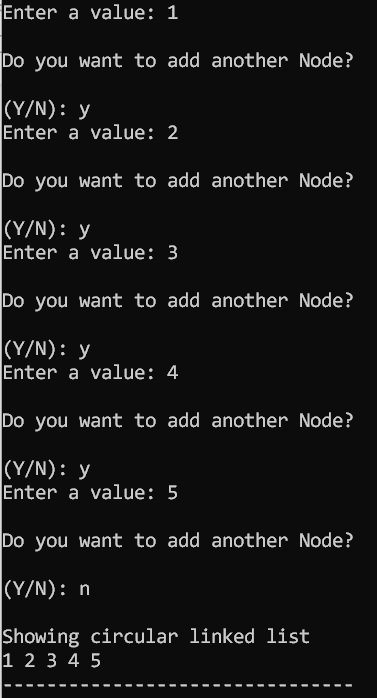 Enter a value: 1
Do you want to add another Node?
(Y/N): y
Enter a value: 2
Do you want to add another Node?
(Y/N): y
Enter a value: 3
Do you want to add another Node?
(Y/N): y
Enter a value: 4
Do you want to add another Node?
(Y/N): y
Enter a value: 5
Do you want to add another Node?
(Y/N): n
Showing circular linked list
1 2 3 4 5
--------------------------------